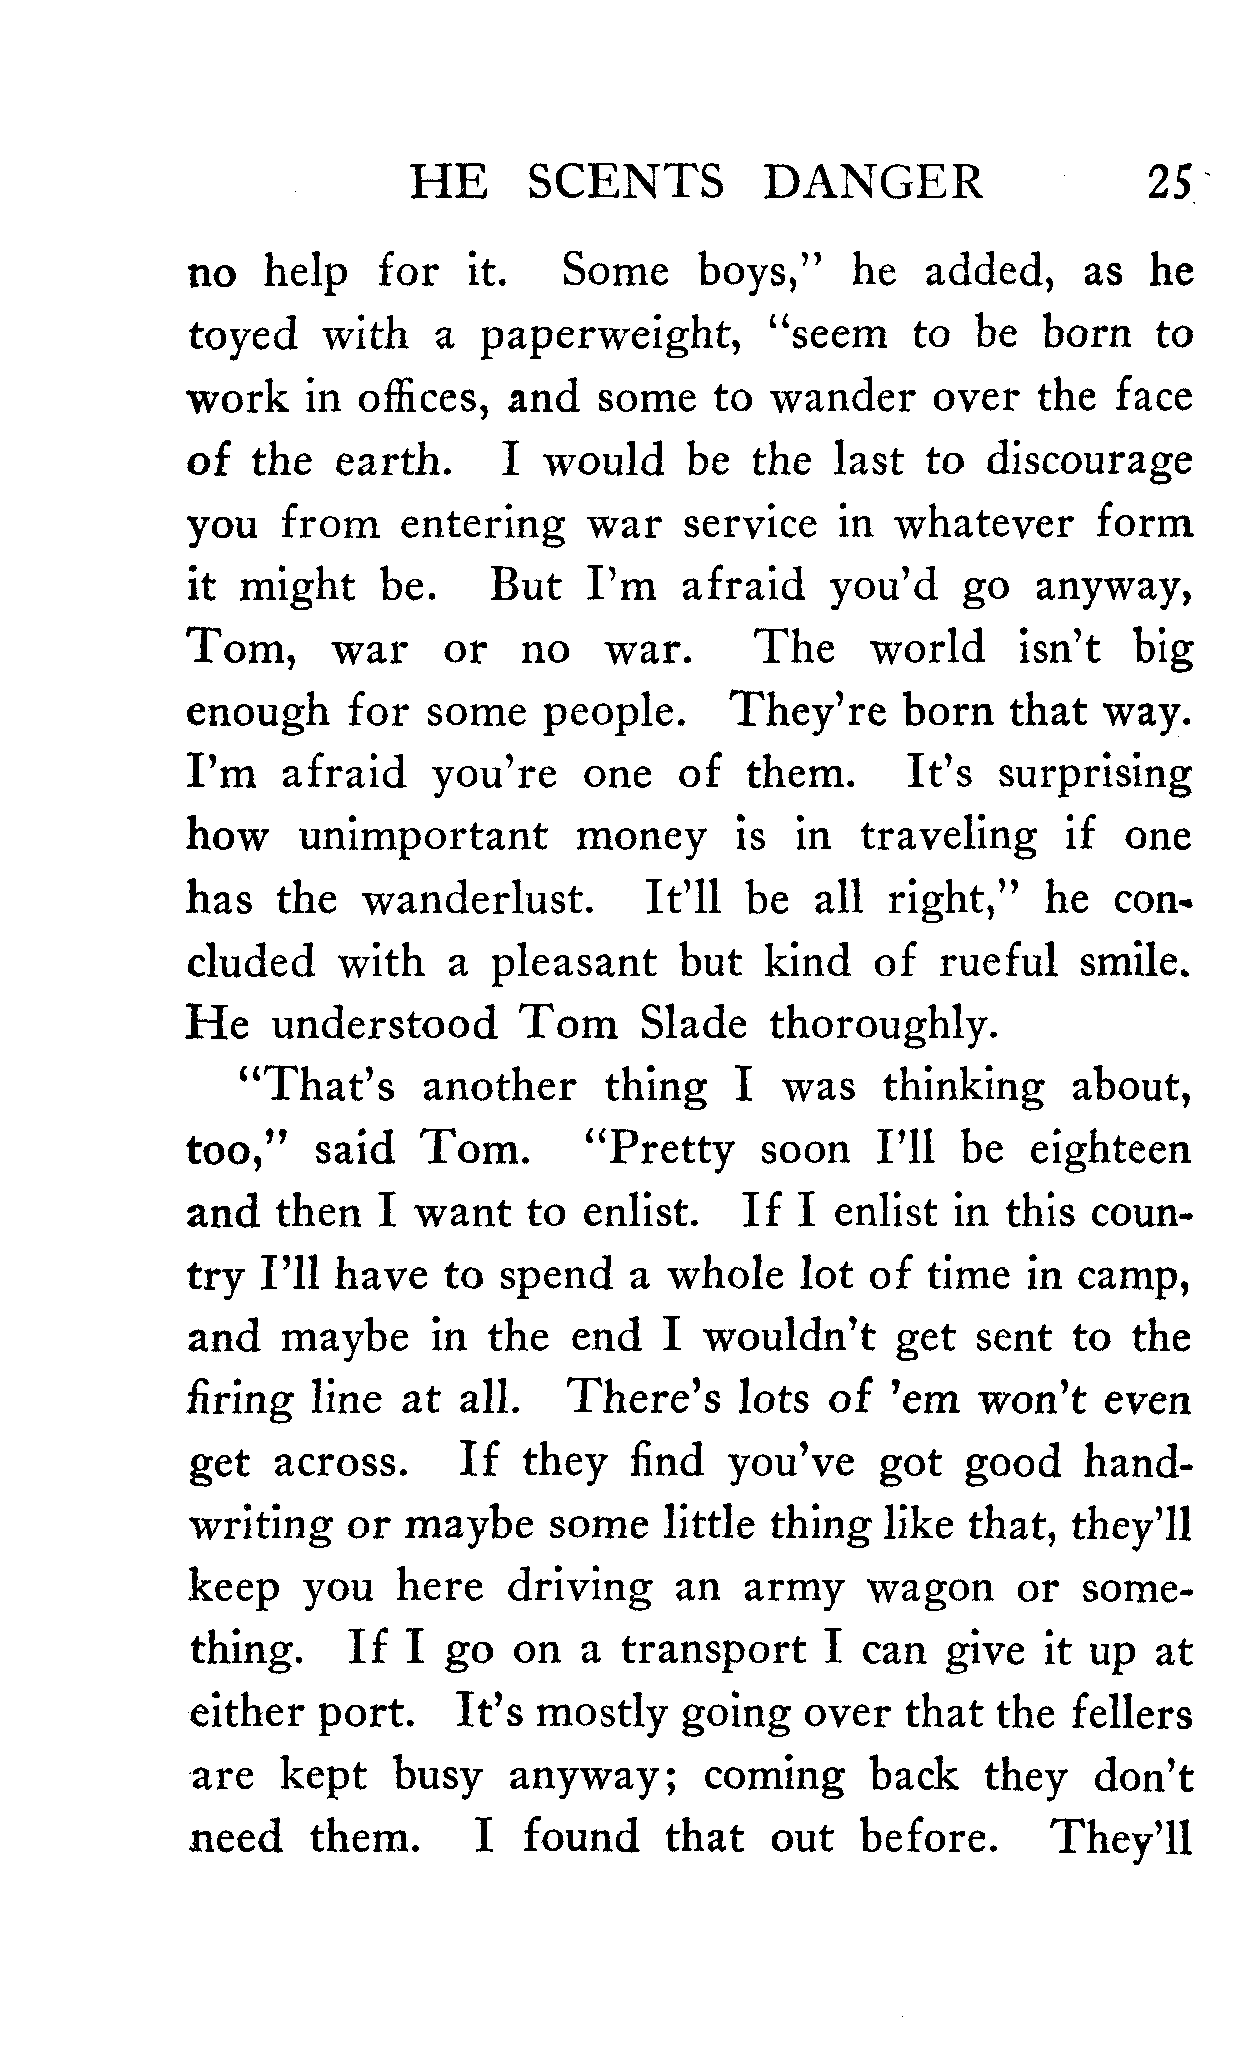 HE SCENTS DANGER 25
no help for it. Some boys,” he added, as he
toyed with a paperweight, “seem to be born to
work in offices, and some to wander over the face
of the earth. I would be the last to discourage
you from entering war service in whatever form
it might be. But I’m afraid you’d go anyway,
Tom, war or no war. The world isn’t big
enough for some people. They’re born that way.
I’m afraid you’re one of them. It’s surprising
how unimportant money is in traveling if one
has the wanderlust. It’ll be all right,” he con-
cluded with a pleasant but kind of rueful smile.
He understood Tom Slade thoroughly.
“That’s another thing I was thinking about,
too,” said Tom. “Pretty soon I’ll be eighteen
and then I want to enlist. If I enlist in this coun-
try I’ll have to spend a whole lot of time in camp,
and maybe in the end I wouldn’t get sent to the
firing line at all. There’s lots of ’em won’t even
get across. If they find you’ve got good hand-
writing or maybe some little thing like that, they’ll
keep you here driving an army wagon or some-
thing. If I go on a transport I can give it up at
either port. It’s mostly going over that the fellers
are kept busy anyway; coming back they don’t
need them. I found that out before. They’ll